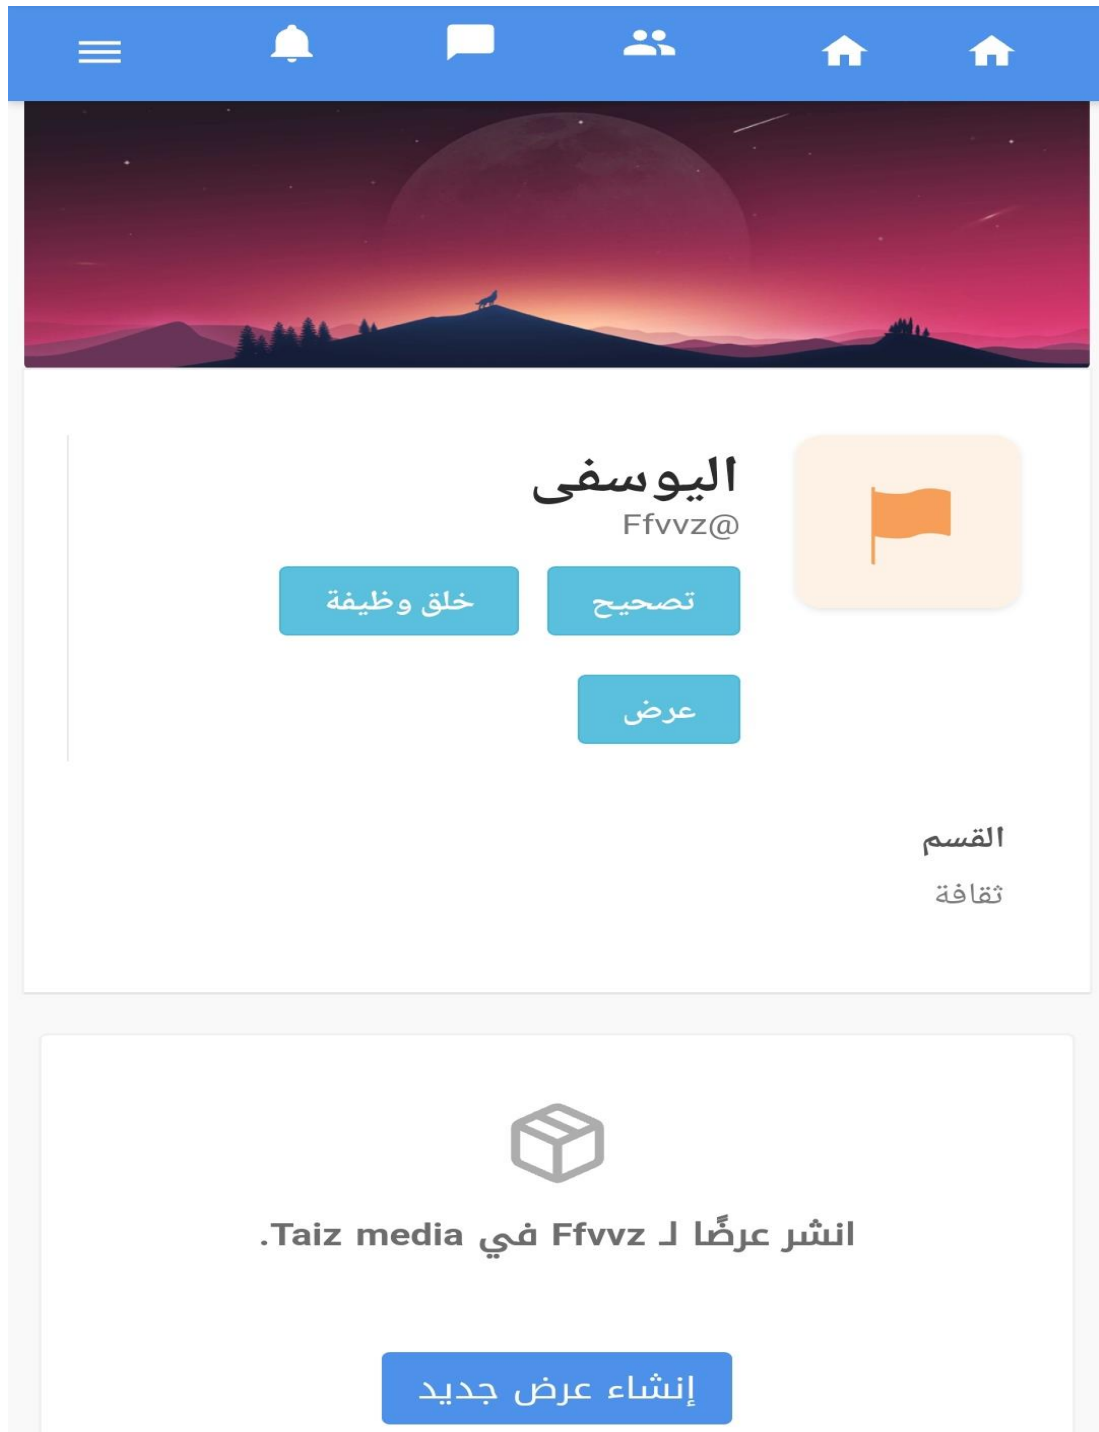 اليوسفى
@Ffvvz
تصحيح خلق وظيفة
عرض
القسم
ثقافة
انشر عرضًا لـ Ffvvz في Taiz media.
إنشاء عرض جديد